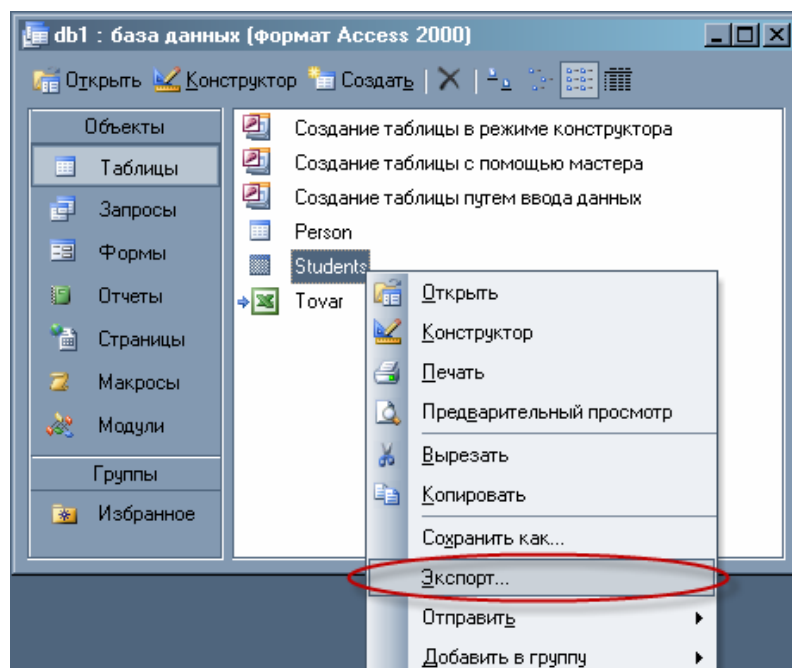 db1 : база данных (формат Access 2000)
Открыть Конструктор Создать
Объекты
Таблицы
Запросы
Формы
Отчеты
Страницы
Макросы
Модули
Группы
Избранное
Создание таблицы в режиме конструктора
Создание таблицы с помощью мастера
Создание таблицы путем ввода данных
Person
Students
Tovar
Открыть
Конструктор
Печать
Предварительный просмотр
Вырезать
Копировать
Сохранить как...
Экспорт...
Отправить
Добавить в группу